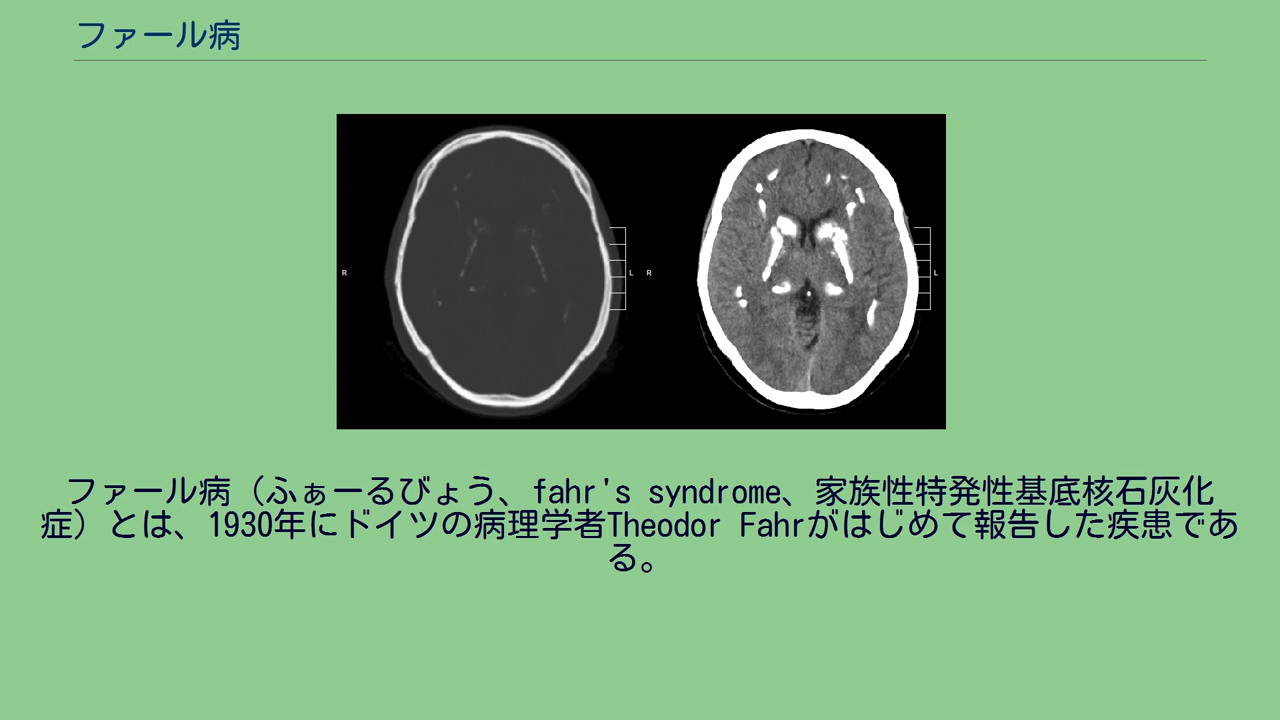 ファール病
R
L
R
L
ファール病（ふぁーるびょう、fahr's syndrome、家族性特発性基底核石灰化
症）とは、1930年にドイツの病理学者Theodor Fahrがはじめて報告した疾患であ
る。